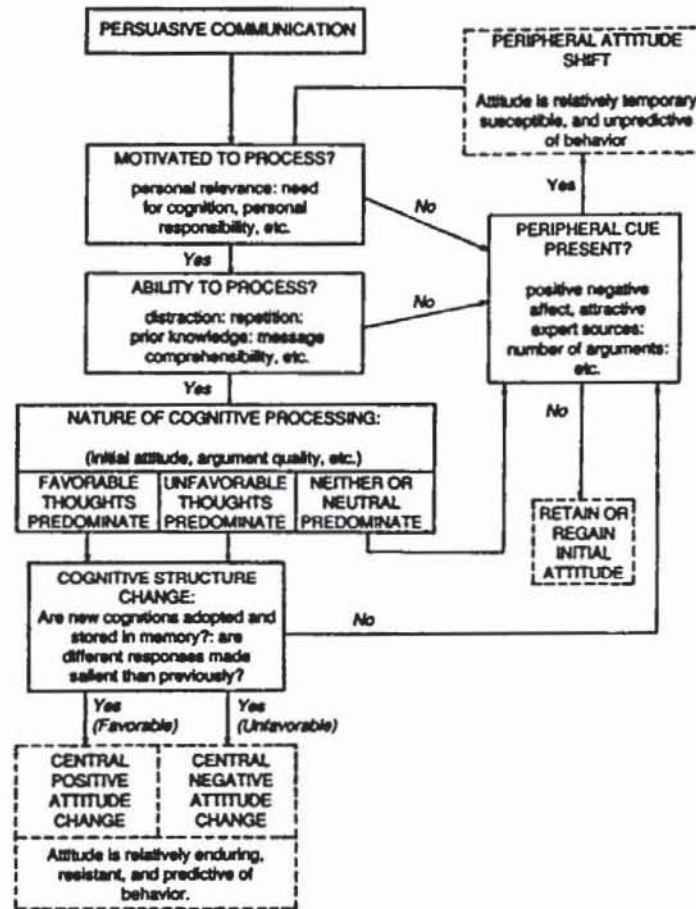 PERSUASIVE COMMUNICATION
PERIPHERAL ATTITUDE
SHIFT
Attitude is relatively temporary,
susceptible, and unpredictive
of behavior
MOTIVATED TO PROCESS?
personal relevance: need
for cognition, personal
responsibility, etc.
No
Yes
PERIPHERAL CUE
PRESENT?
positive negative
affect, attractive
expert sources:
number of arguments:
etc.
Yes
ABILITY TO PROCESS?
distraction: repetition:
prior knowledge: message
comprehensibility, etc.
No
Yes
No
NATURE OF COGNITIVE PROCESSING:
(initial attitude, argument quality, etc.)
FAVORABLE
THOUGHTS
PREDOMINATE
UNFAVORABLE
THOUGHTS
PREDOMINATE
NEITHER OR
NEUTRAL
PREDOMINATE
RETAIN OR
REGAIN
INITIAL
ATTITUDE
COGNITIVE STRUCTURE
CHANGE:
Are new cognitions adopted and
stored in memory?: are
different responses made
salient than previously?
No
Yes
(Favorable)
Yes
(Unfavorable)
CENTRAL
POSITIVE
ATTITUDE
CHANGE
CENTRAL
NEGATIVE
ATTITUDE
CHANGE
Attitude is relatively enduring,
resistant, and predictive of
behavior.